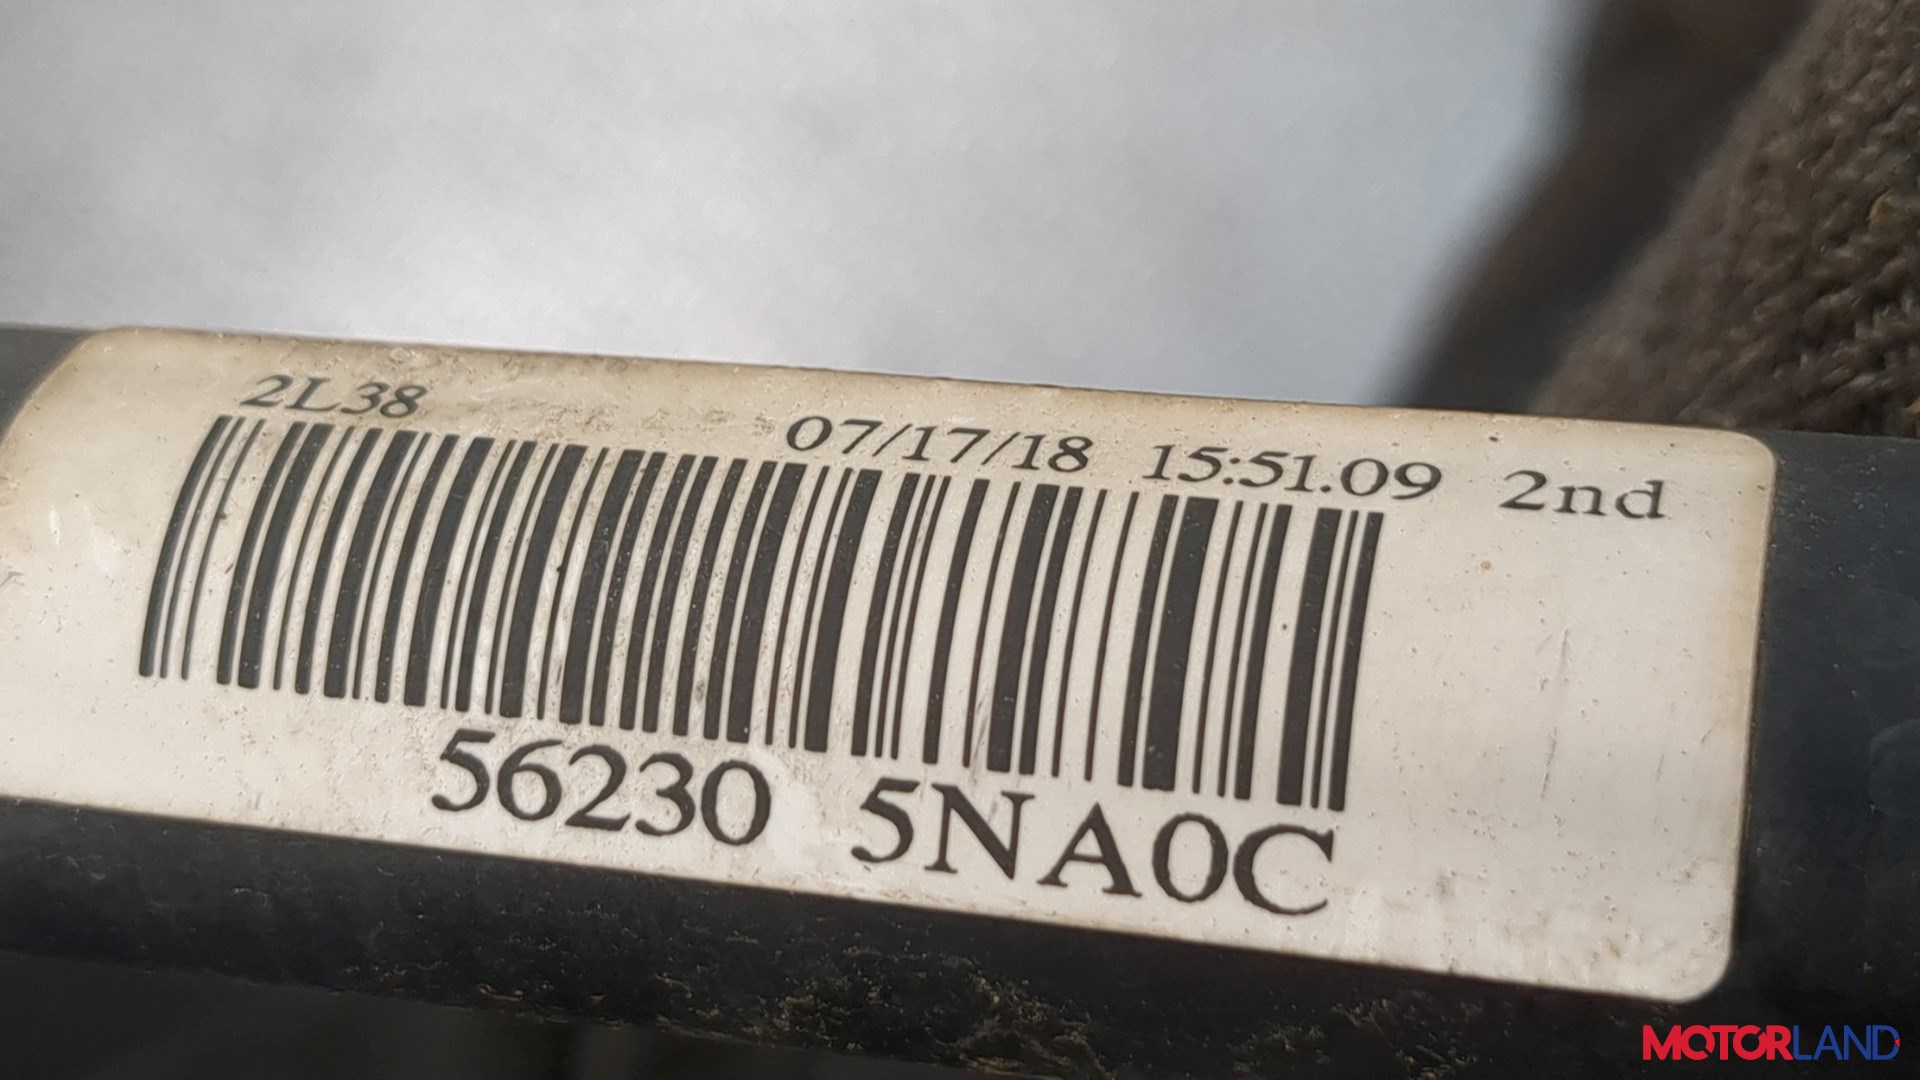 2L38
07/17/18 15:51.09 2nd
56230 5NA0C
MOTORLAND